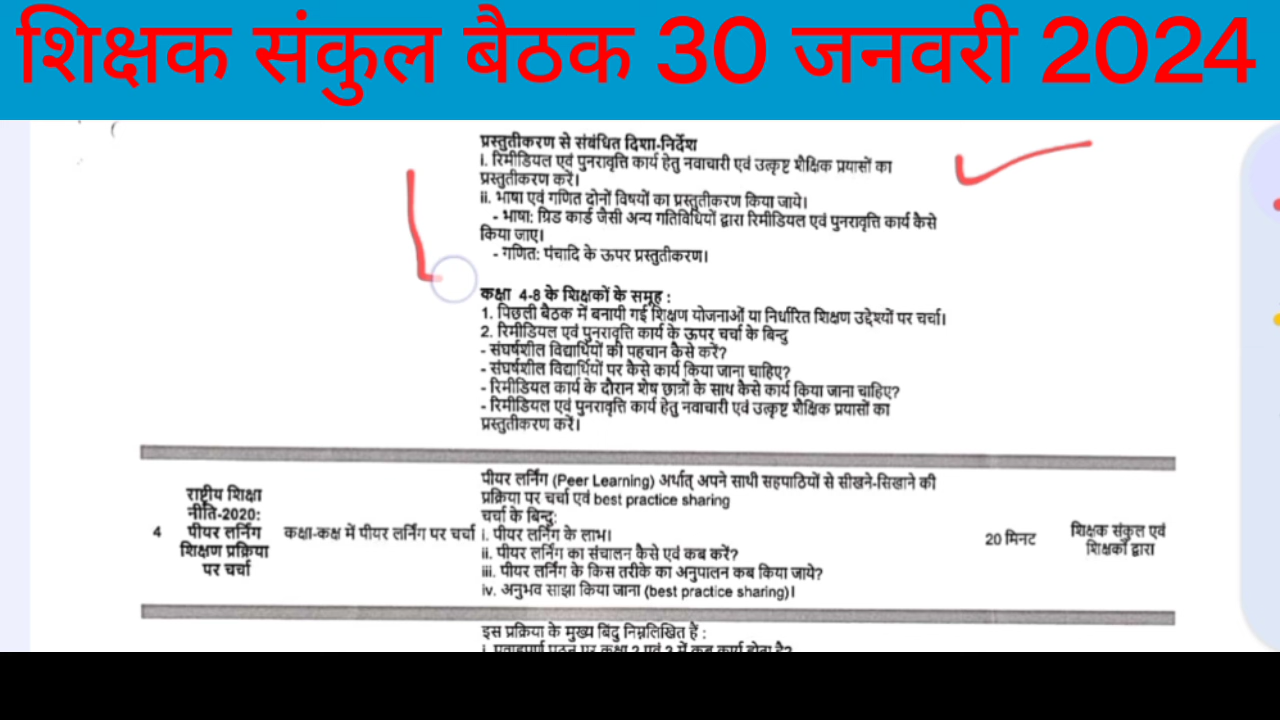 शिक्षक संकुल बैठक 30 जनवरी 2024
प्रस्तुतीकरण से संबंधित दिशा-निर्देश
i. रिमीडियल एवं पुनरावृत्ति कार्य हेतु नवाचारी एवं उत्कृष्ट शैक्षिक प्रयासों का
प्रस्तुतीकरण करें।
ii. भाषा एवं गणित दोनों विषयों का प्रस्तुतीकरण किया जाये।
- भाषा: ग्रिड कार्ड जैसी अन्य गतिविधियों द्वारा रिमीडियल एवं पुनरावृत्ति कार्य कैसे
किया जाए।
- गणित: पंचादि के ऊपर प्रस्तुतीकरण।
कक्षा 4-8 के शिक्षकों के समूह :
1. पिछली बैठक में बनायी गई शिक्षण योजनाओं या निर्धारित शिक्षण उद्देश्यों पर चर्चा।
2. रिमीडियल एवं पुनरावृत्ति कार्य के ऊपर चर्चा के बिन्दु
- संघर्षशील विद्यार्थियों की पहचान कैसे करें?
- संघर्षशील विद्यार्थियों पर कैसे कार्य किया जाना चाहिए?
- रिमीडियल कार्य के दौरान शेष छात्रों के साथ कैसे कार्य किया जाना चाहिए?
- रिमीडियल एवं पुनरावृत्ति कार्य हेतु नवाचारी एवं उत्कृष्ट शैक्षिक प्रयासों का
प्रस्तुतीकरण करें।
4
राष्ट्रीय शिक्षा
नीति-2020:
पीयर लर्निंग
शिक्षण प्रक्रिया
पर चर्चा
कक्षा-कक्ष में पीयर लर्निंग पर चर्चा
पीयर लर्निंग (Peer Learning) अर्थात् अपने साथी सहपाठियों से सीखने-सिखाने की
प्रक्रिया पर चर्चा एवं best practice sharing
चर्चा के बिन्दु:
i. पीयर लर्निंग के लाभ।
ii. पीयर लर्निंग का संचालन कैसे एवं कब करें?
iii. पीयर लर्निंग के किस तरीके का अनुपालन कब किया जाये?
iv. अनुभव साझा किया जाना (best practice sharing)।
20 मिनट
शिक्षक संकुल एवं
शिक्षकों द्वारा
इस प्रक्रिया के मुख्य बिंदु निम्नलिखित हैं :